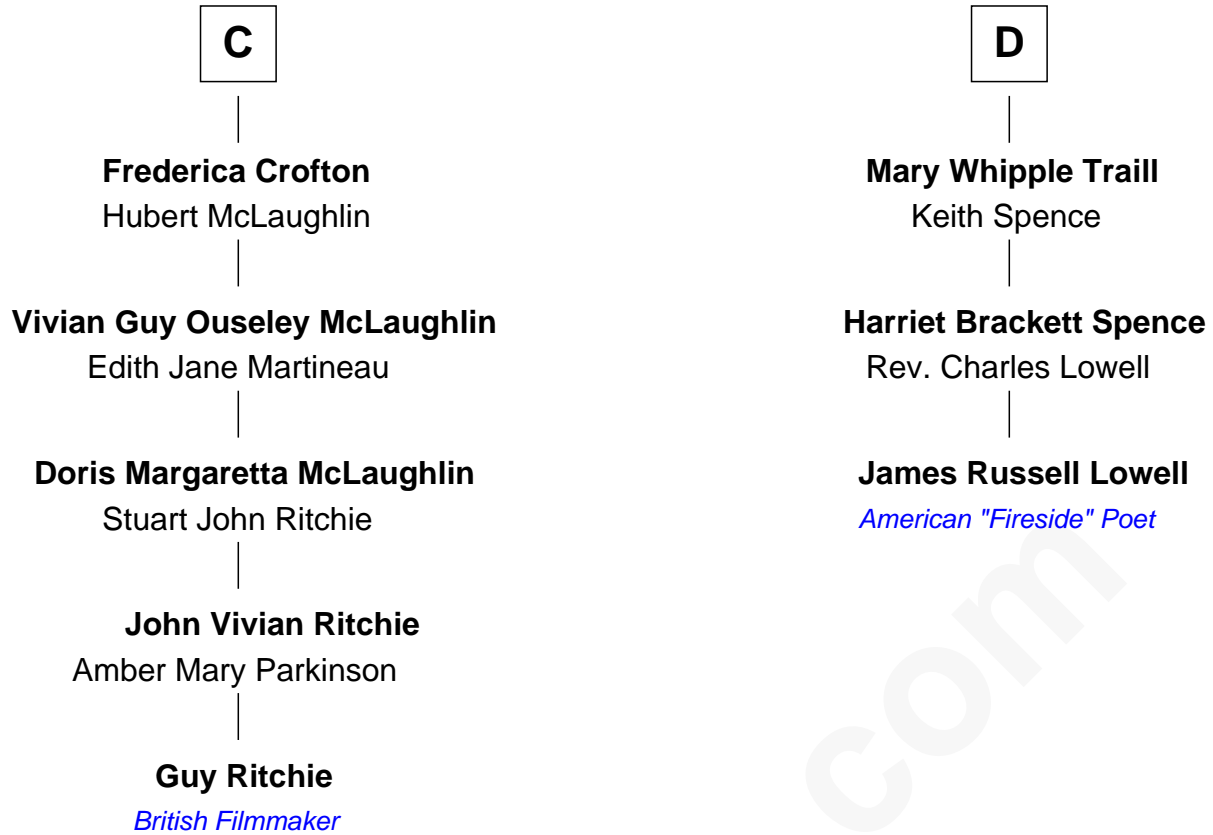 C
Frederica Crofton
Hubert McLaughlin
Vivian Guy Ouseley McLaughlin
Edith Jane Martineau
Doris Margaretta McLaughlin
Stuart John Ritchie
John Vivian Ritchie
Amber Mary Parkinson
Guy Ritchie
British Filmmaker
D
Mary Whipple Traill
Keith Spence
Harriet Brackett Spence
Rev. Charles Lowell
James Russell Lowell
American "Fireside" Poet
com